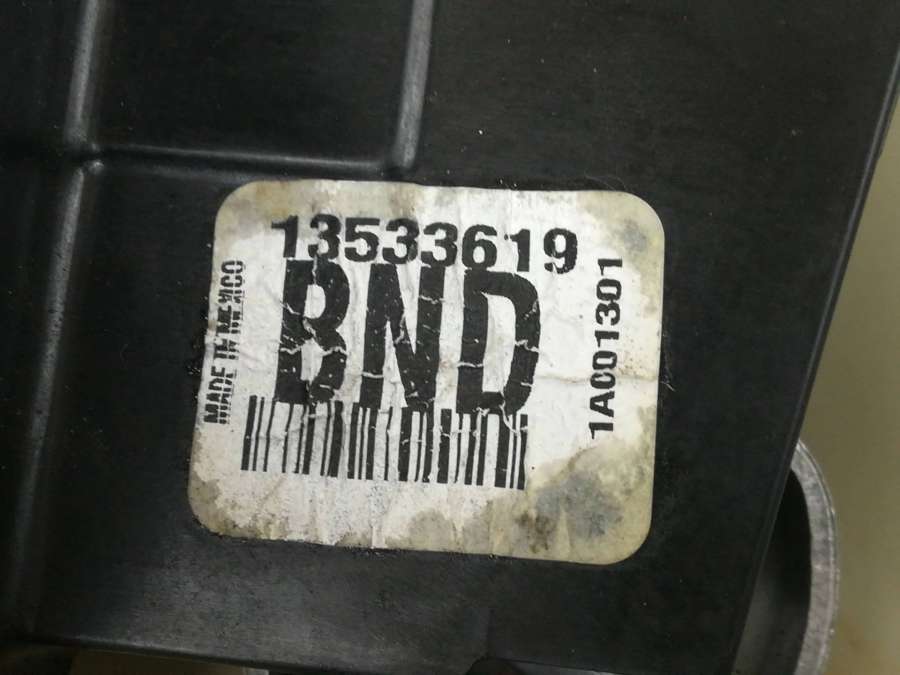 13533619
BND
MADE IN MEXICO
1A001301